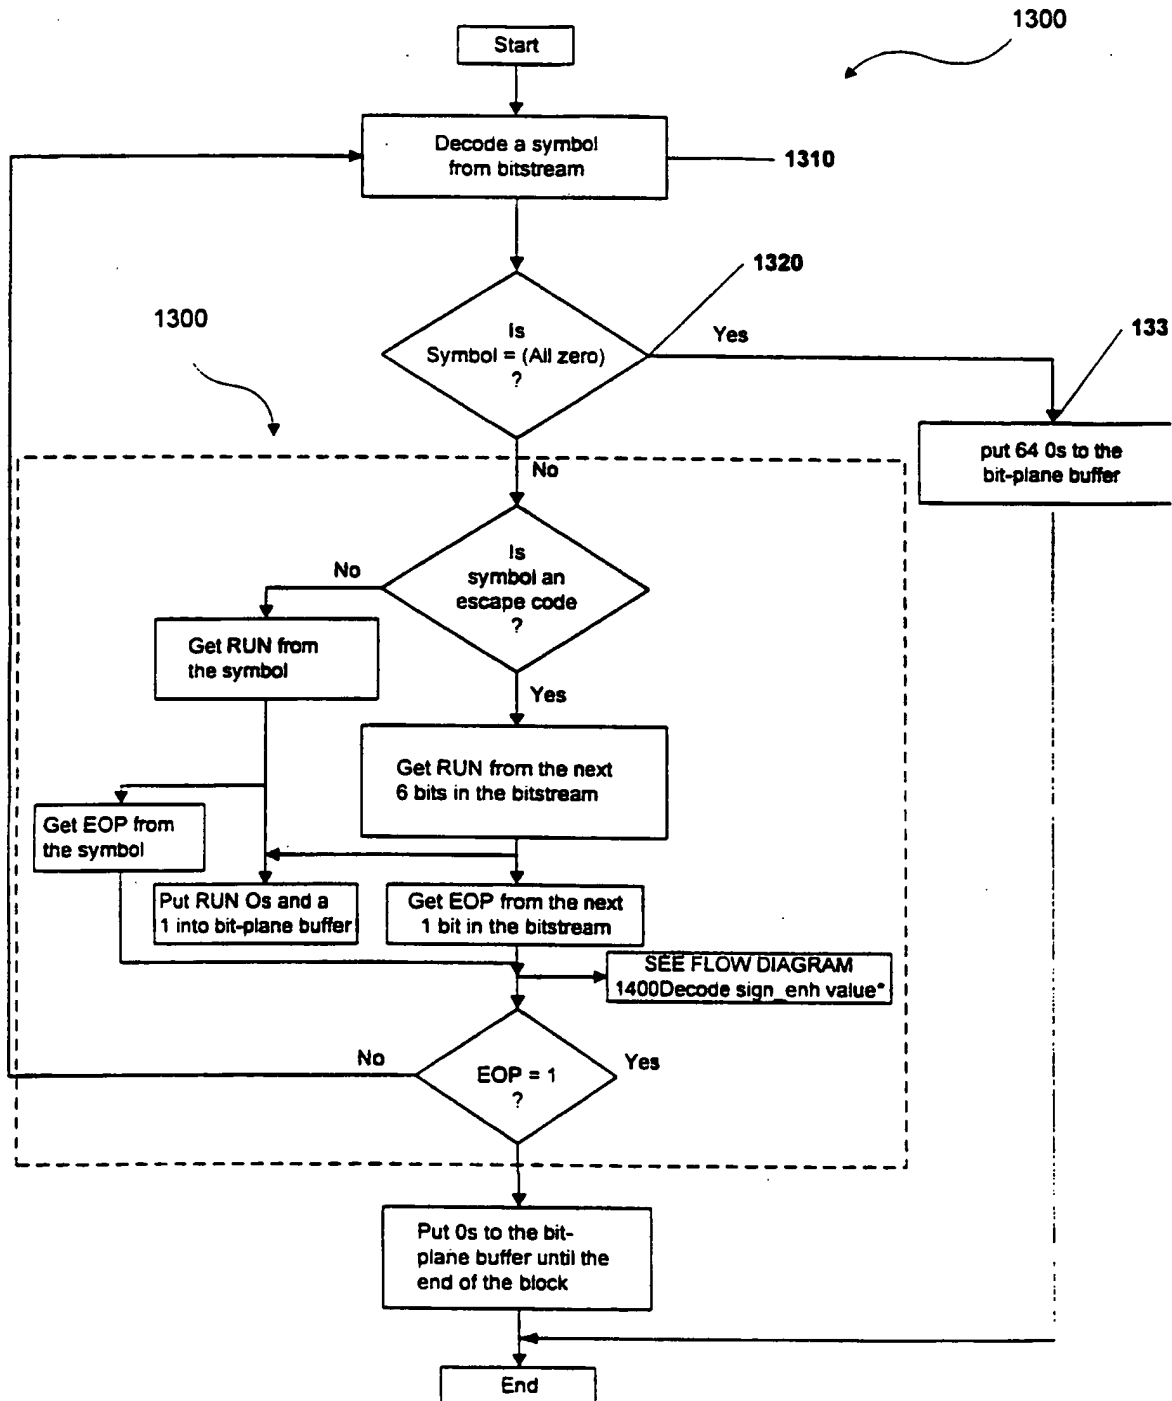 1300
Start
Decode a symbol
from bitstream
1310
1320
1300
Is
Symbol = (All zero)
?
Yes
133
put 64 0s to the
bit-plane buffer
No
Is
symbol an
escape code
?
No
Get RUN from
the symbol
Yes
Get RUN from the next
6 bits in the bitstream
Get EOP from
the symbol
Put RUN Os and a
1 into bit-plane buffer
Get EOP from the next
1 bit in the bitstream
SEE FLOW DIAGRAM
1400Decode sign_enh value*
No
EOP = 1
?
Yes
Put 0s to the bit-
plane buffer until the
end of the block
End